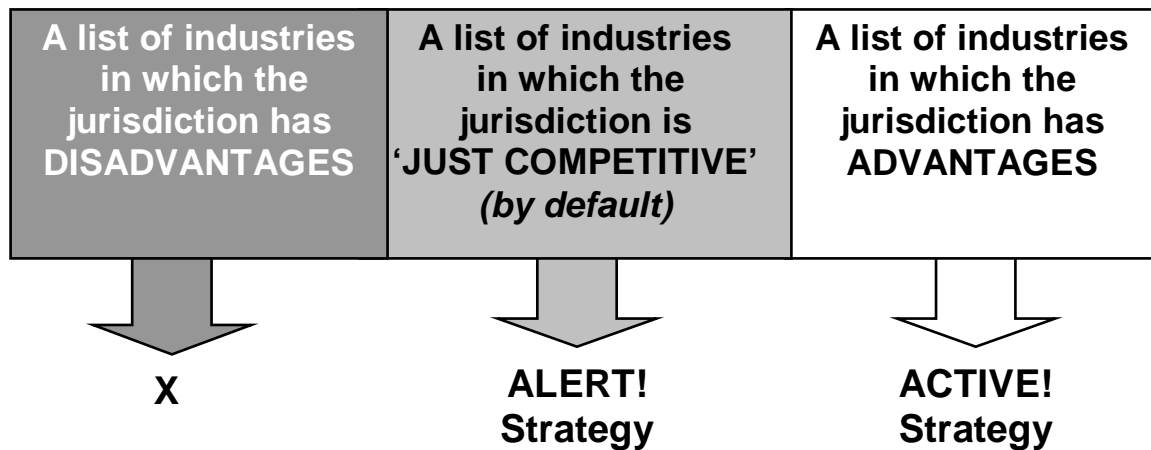 A list of industries
in which the
jurisdiction has
DISADVANTAGES
A list of industries
in which the
jurisdiction is
‘JUST COMPETITIVE’
(by default)
A list of industries
in which the
jurisdiction has
ADVANTAGES
X
ALERT!
Strategy
ACTIVE!
Strategy